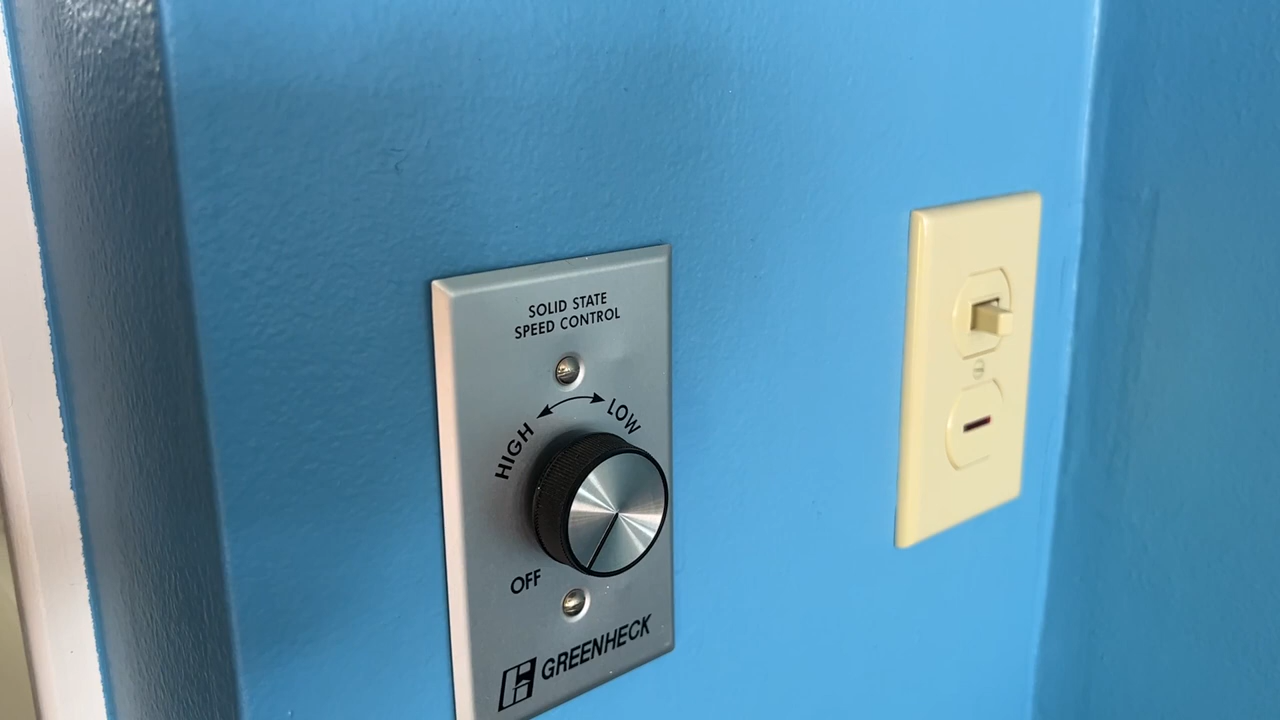 SOLID STATE
SPEED CONTROL
HIGH
LOW
OFF
GREENHECK